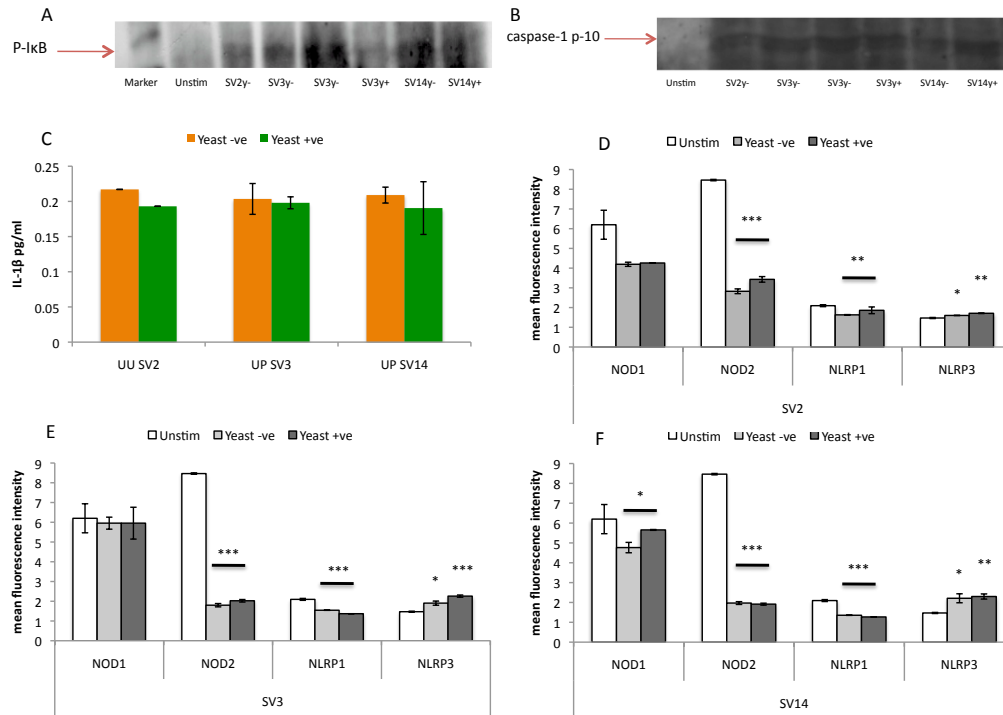 A
P-IκB
Marker Unstim SV2y- SV3y- SV3y- SV3y+ SV14y- SV14y+
B
caspase-1 p-10
Unstim SV2y- SV3y- SV3y- SV3y+ SV14y- SV14y+
C
Yeast -ve Yeast +ve
IL-1β pg/ml
0.25
0.2
0.15
0.1
0.05
0
UU SV2 UP SV3 UP SV14
D
Unstim Yeast -ve Yeast +ve
mean fluorescence intensity
9
8
7
6
5
4
3
2
1
0
***
**
*
**
NOD1 NOD2 NLRP1 NLRP3
SV2
E
Unstim Yeast -ve Yeast +ve
mean fluorescence intensity
9
8
7
6
5
4
3
2
1
0
***
***
*
***
NOD1 NOD2 NLRP1 NLRP3
SV3
F
Unstim Yeast -ve Yeast +ve
mean fluorescence intensity
9
8
7
6
5
4
3
2
1
0
*
***
***
*
**
NOD1 NOD2 NLRP1 NLRP3
SV14